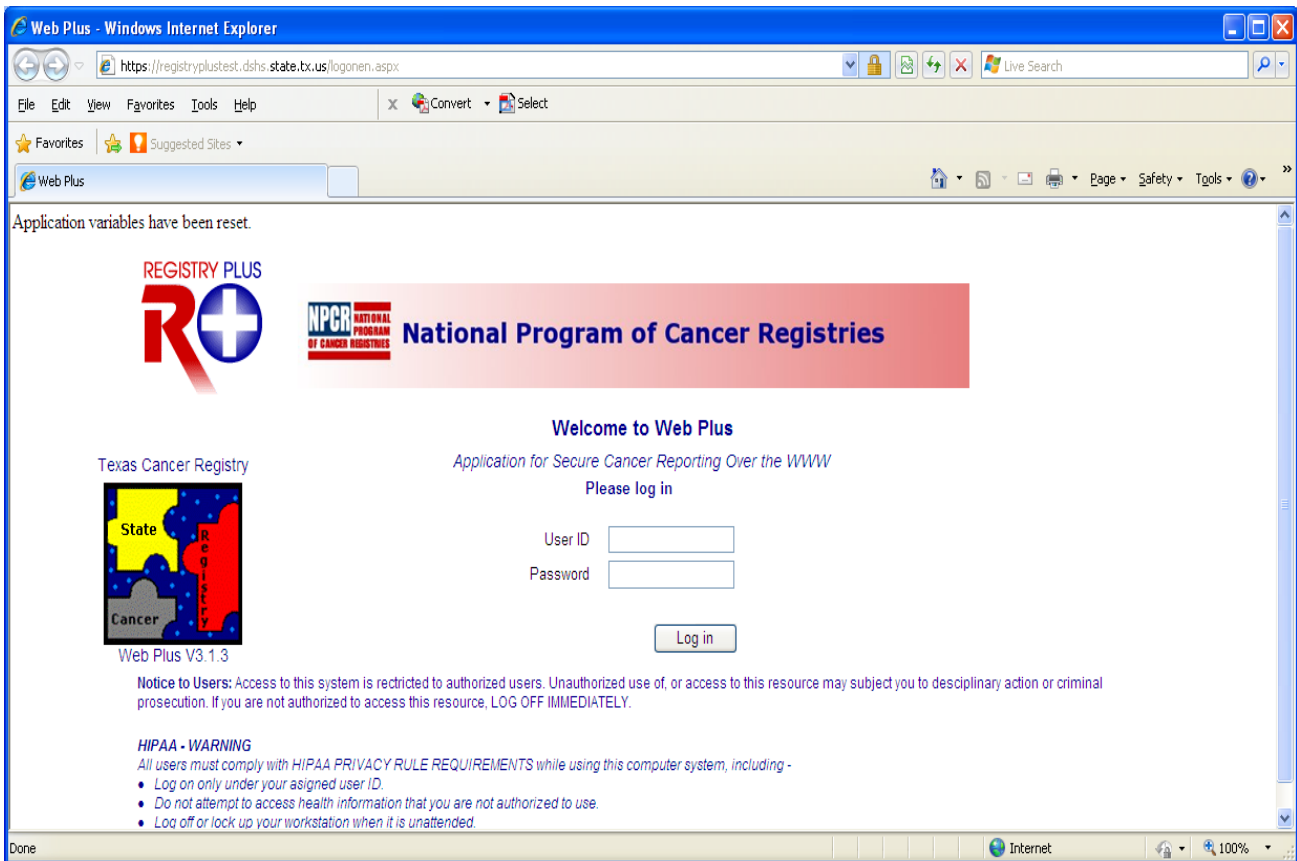 Web Plus - Windows Internet Explorer
https://registryplustest.dshs.state.tx.us/logonen.aspx
Live Search
File Edit View Favorites Tools Help
x Convert Select
Favorites Suggested Sites
Web Plus
Page Safety Tools »
Application variables have been reset.
REGISTRY PLUS
R
NPCR NATIONAL PROGRAM
OF CANCER REGISTRIES
National Program of Cancer Registries
Welcome to Web Plus
Texas Cancer Registry
Application for Secure Cancer Reporting Over the WWW
Please log in
State
Registry
Cancer
User ID
Password
Log in
Web Plus V3.1.3
Notice to Users: Access to this system is rectricted to authorized users. Unauthorized use of, or access to this resource may subject you to desciplinary action or criminal
prosecution. If you are not authorized to access this resource, LOG OFF IMMEDIATELY.
HIPAA - WARNING
All users must comply with HIPAA PRIVACY RULE REQUIREMENTS while using this computer system, including -
• Log on only under your asigned user ID.
• Do not attempt to access health information that you are not authorized to use.
• Log off or lock up your workstation when it is unattended.
Done Internet 100%